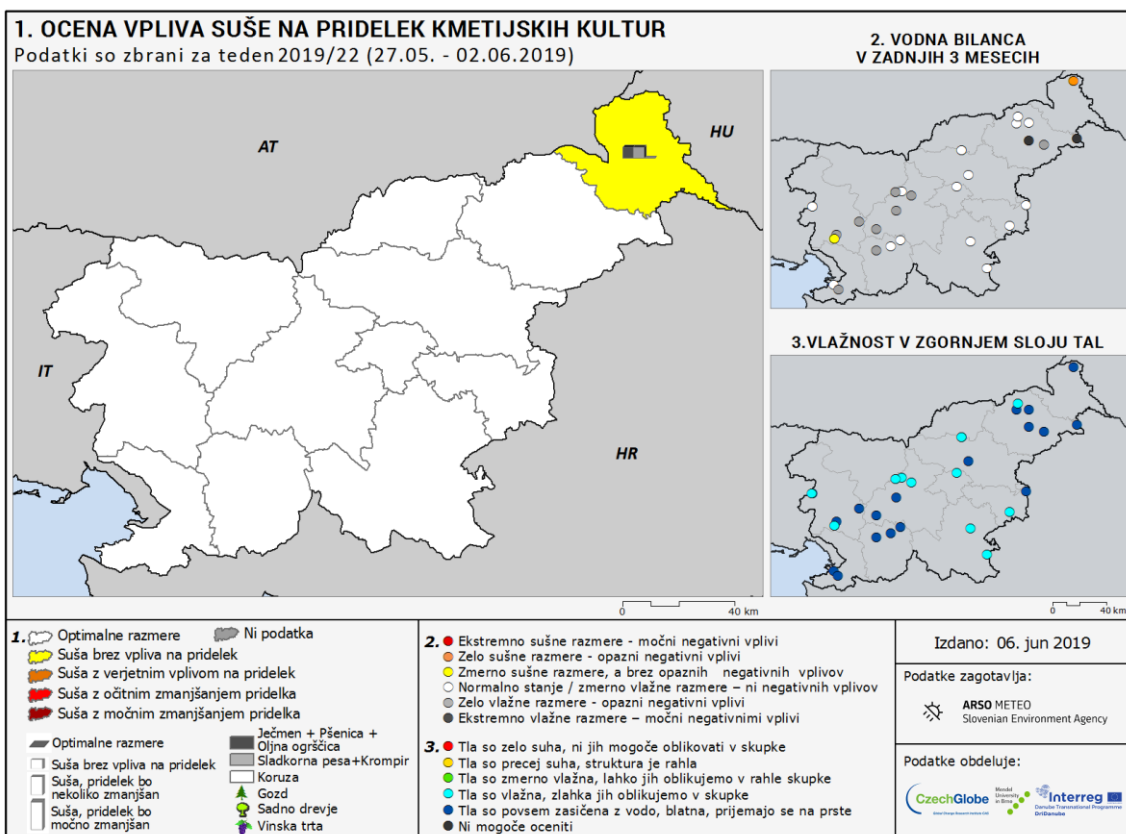 1. OCENA VPLIVA SUŠE NA PRIDELEK KMETIJSKIH KULTUR
Podatki so zbrani za teden 2019/22 (27.05. - 02.06.2019)
AT
HU
IT
HR
0 40 km
2. VODNA BILANCA
V ZADNJIH 3 MESECIH
3.VLAŽNOST V ZGORNJEM SLOJU TAL
0 40 km
1.
Optimalne razmere
Ni podatka
Suša brez vpliva na pridelek
Suša z verjetnim vplivom na pridelek
Suša z očitnim zmanjšanjem pridelka
Suša z močnim zmanjšanjem pridelka
Optimalne razmere
Suša brez vpliva na pridelek
Suša, pridelek bo
nekoliko zmanjšan
Suša, pridelek bo
močno zmanjšan
Ječmen + Pšenica +
Oljna ogrščica
Sladkorna pesa+Krompir
Koruza
Gozd
Sadno drevje
Vinska trta
2.
Ekstremno sušne razmere - močni negativni vplivi
Zelo sušne razmere - opazni negativni vplivi
Zmerno sušne razmere, a brez opaznih negativnih vplivov
Normalno stanje / zmerno vlažne razmere – ni negativnih vplivov
Zelo vlažne razmere - opazni negativni vplivi
Ekstremno vlažne razmere – močni negativnimi vplivi
3.
Tla so zelo suha, ni jih mogoče oblikovati v skupke
Tla so precej suha, struktura je rahla
Tla so zmerno vlažna, lahko jih oblikujemo v rahle skupke
Tla so vlažna, zlahka jih oblikujemo v skupke
Tla so povsem zasičena z vodo, blatna, prijemajo se na prste
Ni mogoče oceniti
Izdano: 06. jun 2019
Podatke zagotavlja:
ARSO METEO
Slovenian Environment Agency
Podatke obdeluje:
CzechGlobe
Mendel
University
in Brno
Interreg
Danube Transnational Programme
DriDanube